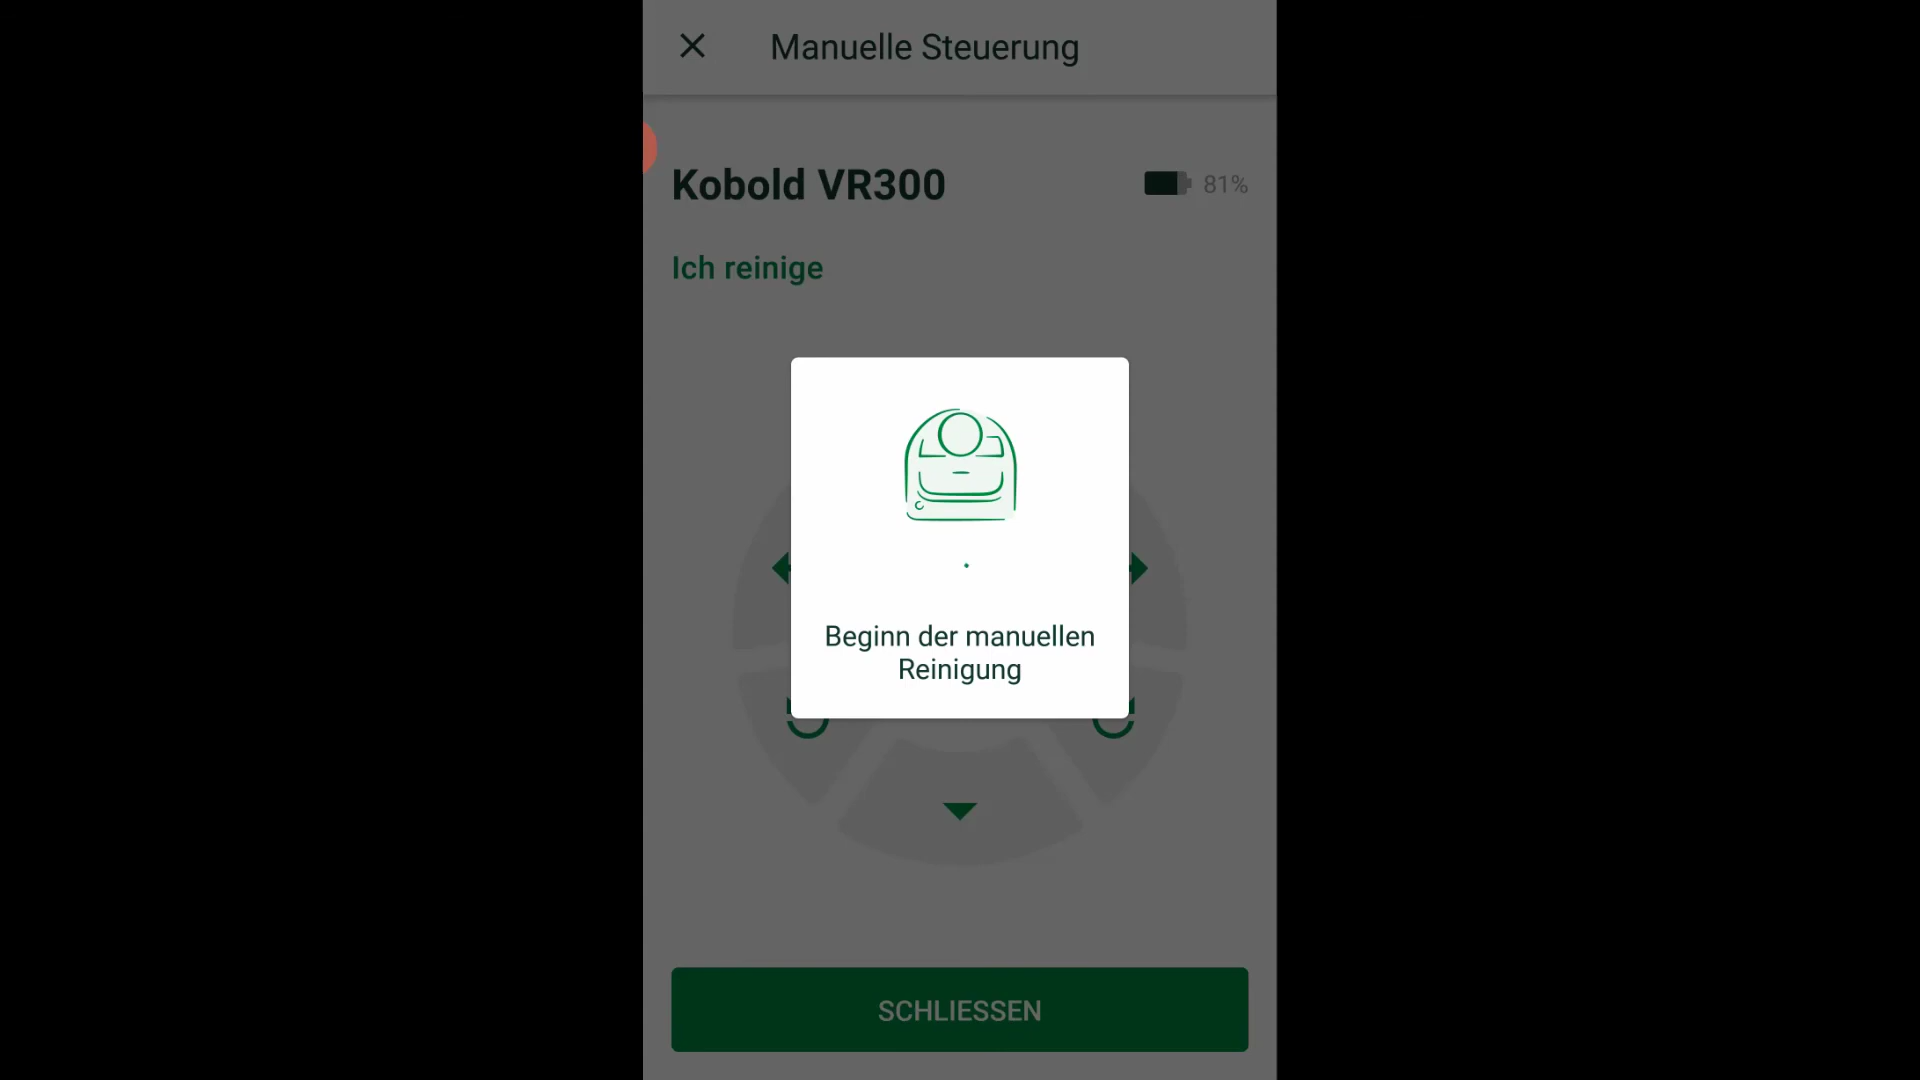 Manuelle Steuerung
Kobold VR300
81%
Ich reinige
Beginn der manuellen
Reinigung
SCHLIESSEN